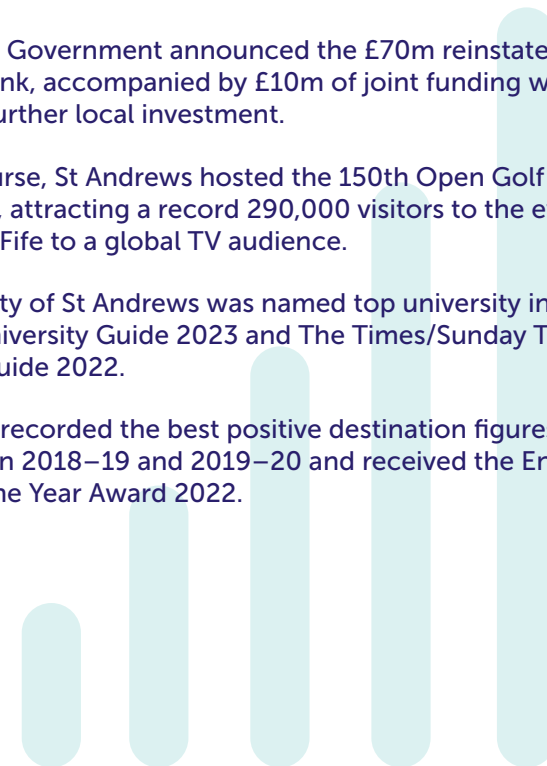 Government announced the £70m reinstate
nk, accompanied by £10m of joint funding w
urther local investment.
urse, St Andrews hosted the 150th Open Golf
, attracting a record 290,000 visitors to the e
Fife to a global TV audience.
ty of St Andrews was named top university in
iversity Guide 2023 and The Times/Sunday T
uide 2022.
recorded the best positive destination figures
n 2018–19 and 2019–20 and received the En
ne Year Award 2022.